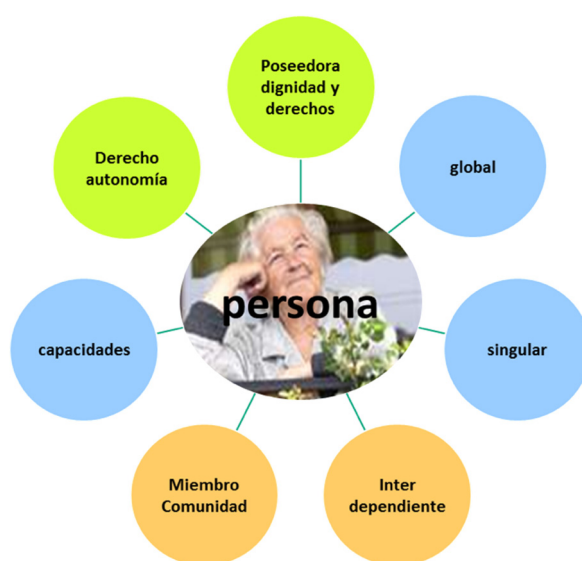 Poseedora
dignidad y
derechos
Derecho
autonomía
global
persona
capacidades
singular
Miembro
Comunidad
Inter
dependiente